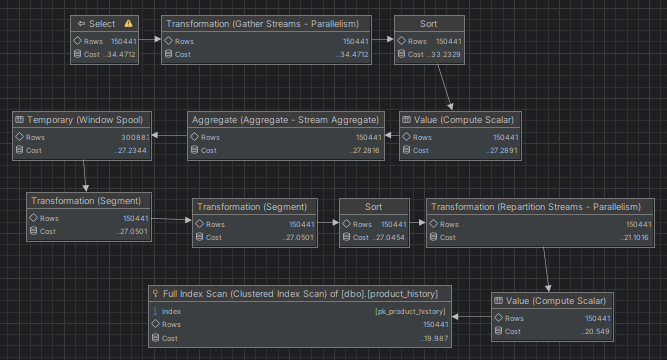 Select
Rows 150441
Cost ..34.4712
Transformation (Gather Streams - Parallelism)
Rows 150441
Cost ..34.4712
Sort
Rows 150441
Cost ..33.2329
Temporary (Window Spool)
Rows 300883
Cost ..27.2344
Aggregate (Aggregate - Stream Aggregate)
Rows 150441
Cost ..27.2816
Value (Compute Scalar)
Rows 150441
Cost ..27.2891
Transformation (Segment)
Rows 150441
Cost ..27.0501
Transformation (Segment)
Rows 150441
Cost ..27.0501
Sort
Rows 150441
Cost ..27.0454
Transformation (Repartition Streams - Parallelism)
Rows 150441
Cost ..21.1016
Full Index Scan (Clustered Index Scan) of [dbo].[product_history]
Index [pk_product_history]
Rows 150441
Cost ..19.987
Value (Compute Scalar)
Rows 150441
Cost ..20.549